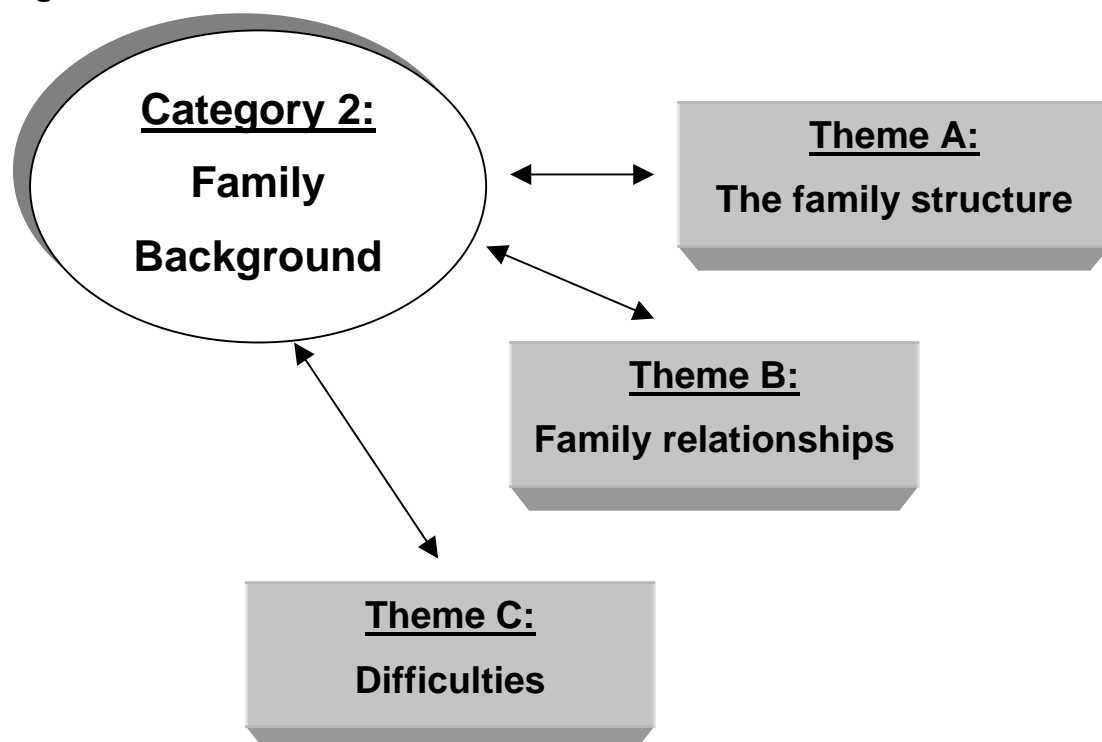 Category 2:
Family
Background
Theme A:
The family structure
Theme B:
Family relationships
Theme C:
Difficulties